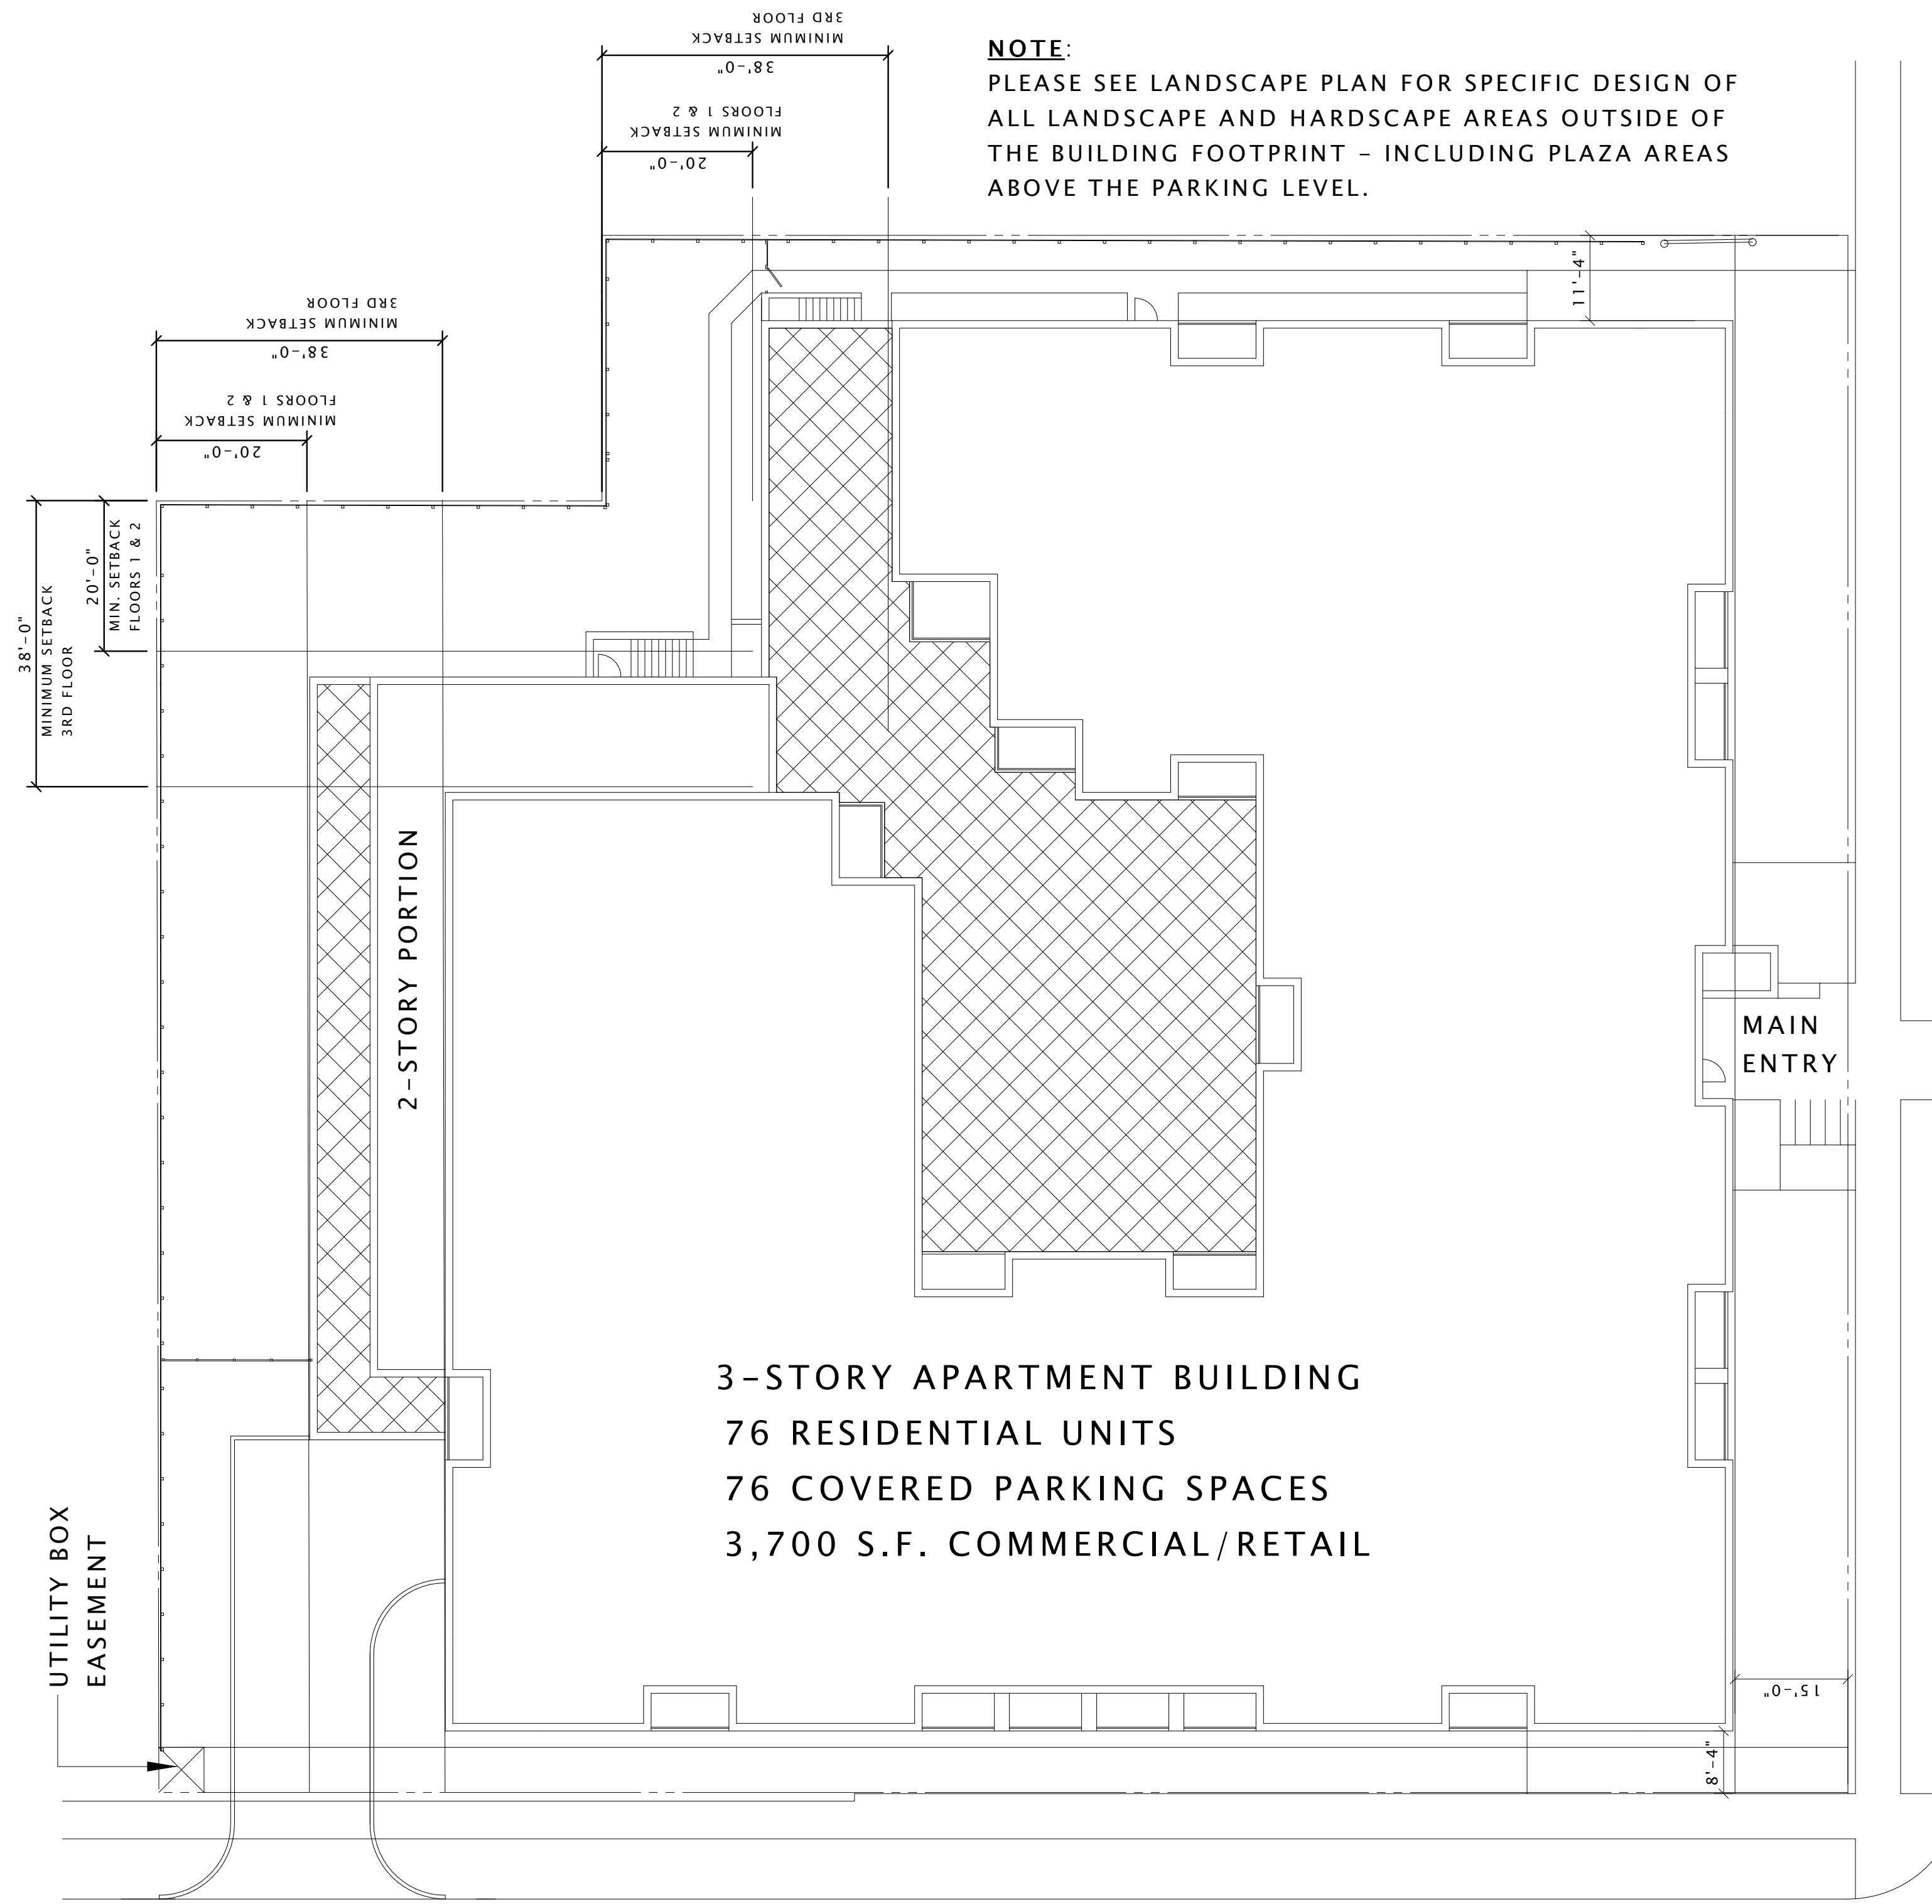 3RD FLOOR
MINIMUM SETBACK
38'-0"
FLOORS 1 & 2
MINIMUM SETBACK
20'-0"
NOTE:
PLEASE SEE LANDSCAPE PLAN FOR SPECIFIC DESIGN OF
ALL LANDSCAPE AND HARDSCAPE AREAS OUTSIDE OF
THE BUILDING FOOTPRINT – INCLUDING PLAZA AREAS
ABOVE THE PARKING LEVEL.
11'-4"
3RD FLOOR
MINIMUM SETBACK
38'-0"
FLOORS 1 & 2
MINIMUM SETBACK
20'-0"
38'-0"
MINIMUM SETBACK
3RD FLOOR
20'-0"
MIN. SETBACK
FLOORS 1 & 2
2-STORY PORTION
MAIN
ENTRY
3-STORY APARTMENT BUILDING
76 RESIDENTIAL UNITS
76 COVERED PARKING SPACES
3,700 S.F. COMMERCIAL/RETAIL
UTILITY BOX
EASEMENT
15'-0"
8'-4"